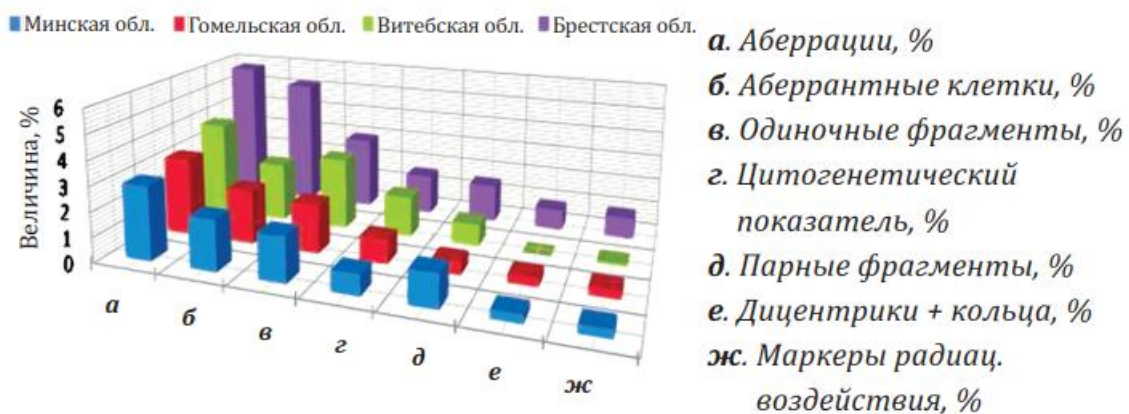 Минская обл. Гомельская обл. Витебская обл. Брестская обл.
Величина, %
6
5
4
3
2
1
0
а
б
в
г
д
е
ж
а. Аберрации, %
б. Аберрантные клетки, %
в. Одиночные фрагменты, %
г. Цитогенетический
показатель, %
д. Парные фрагменты, %
е. Дицентрики + кольца, %
ж. Маркеры радиац.
воздействия, %